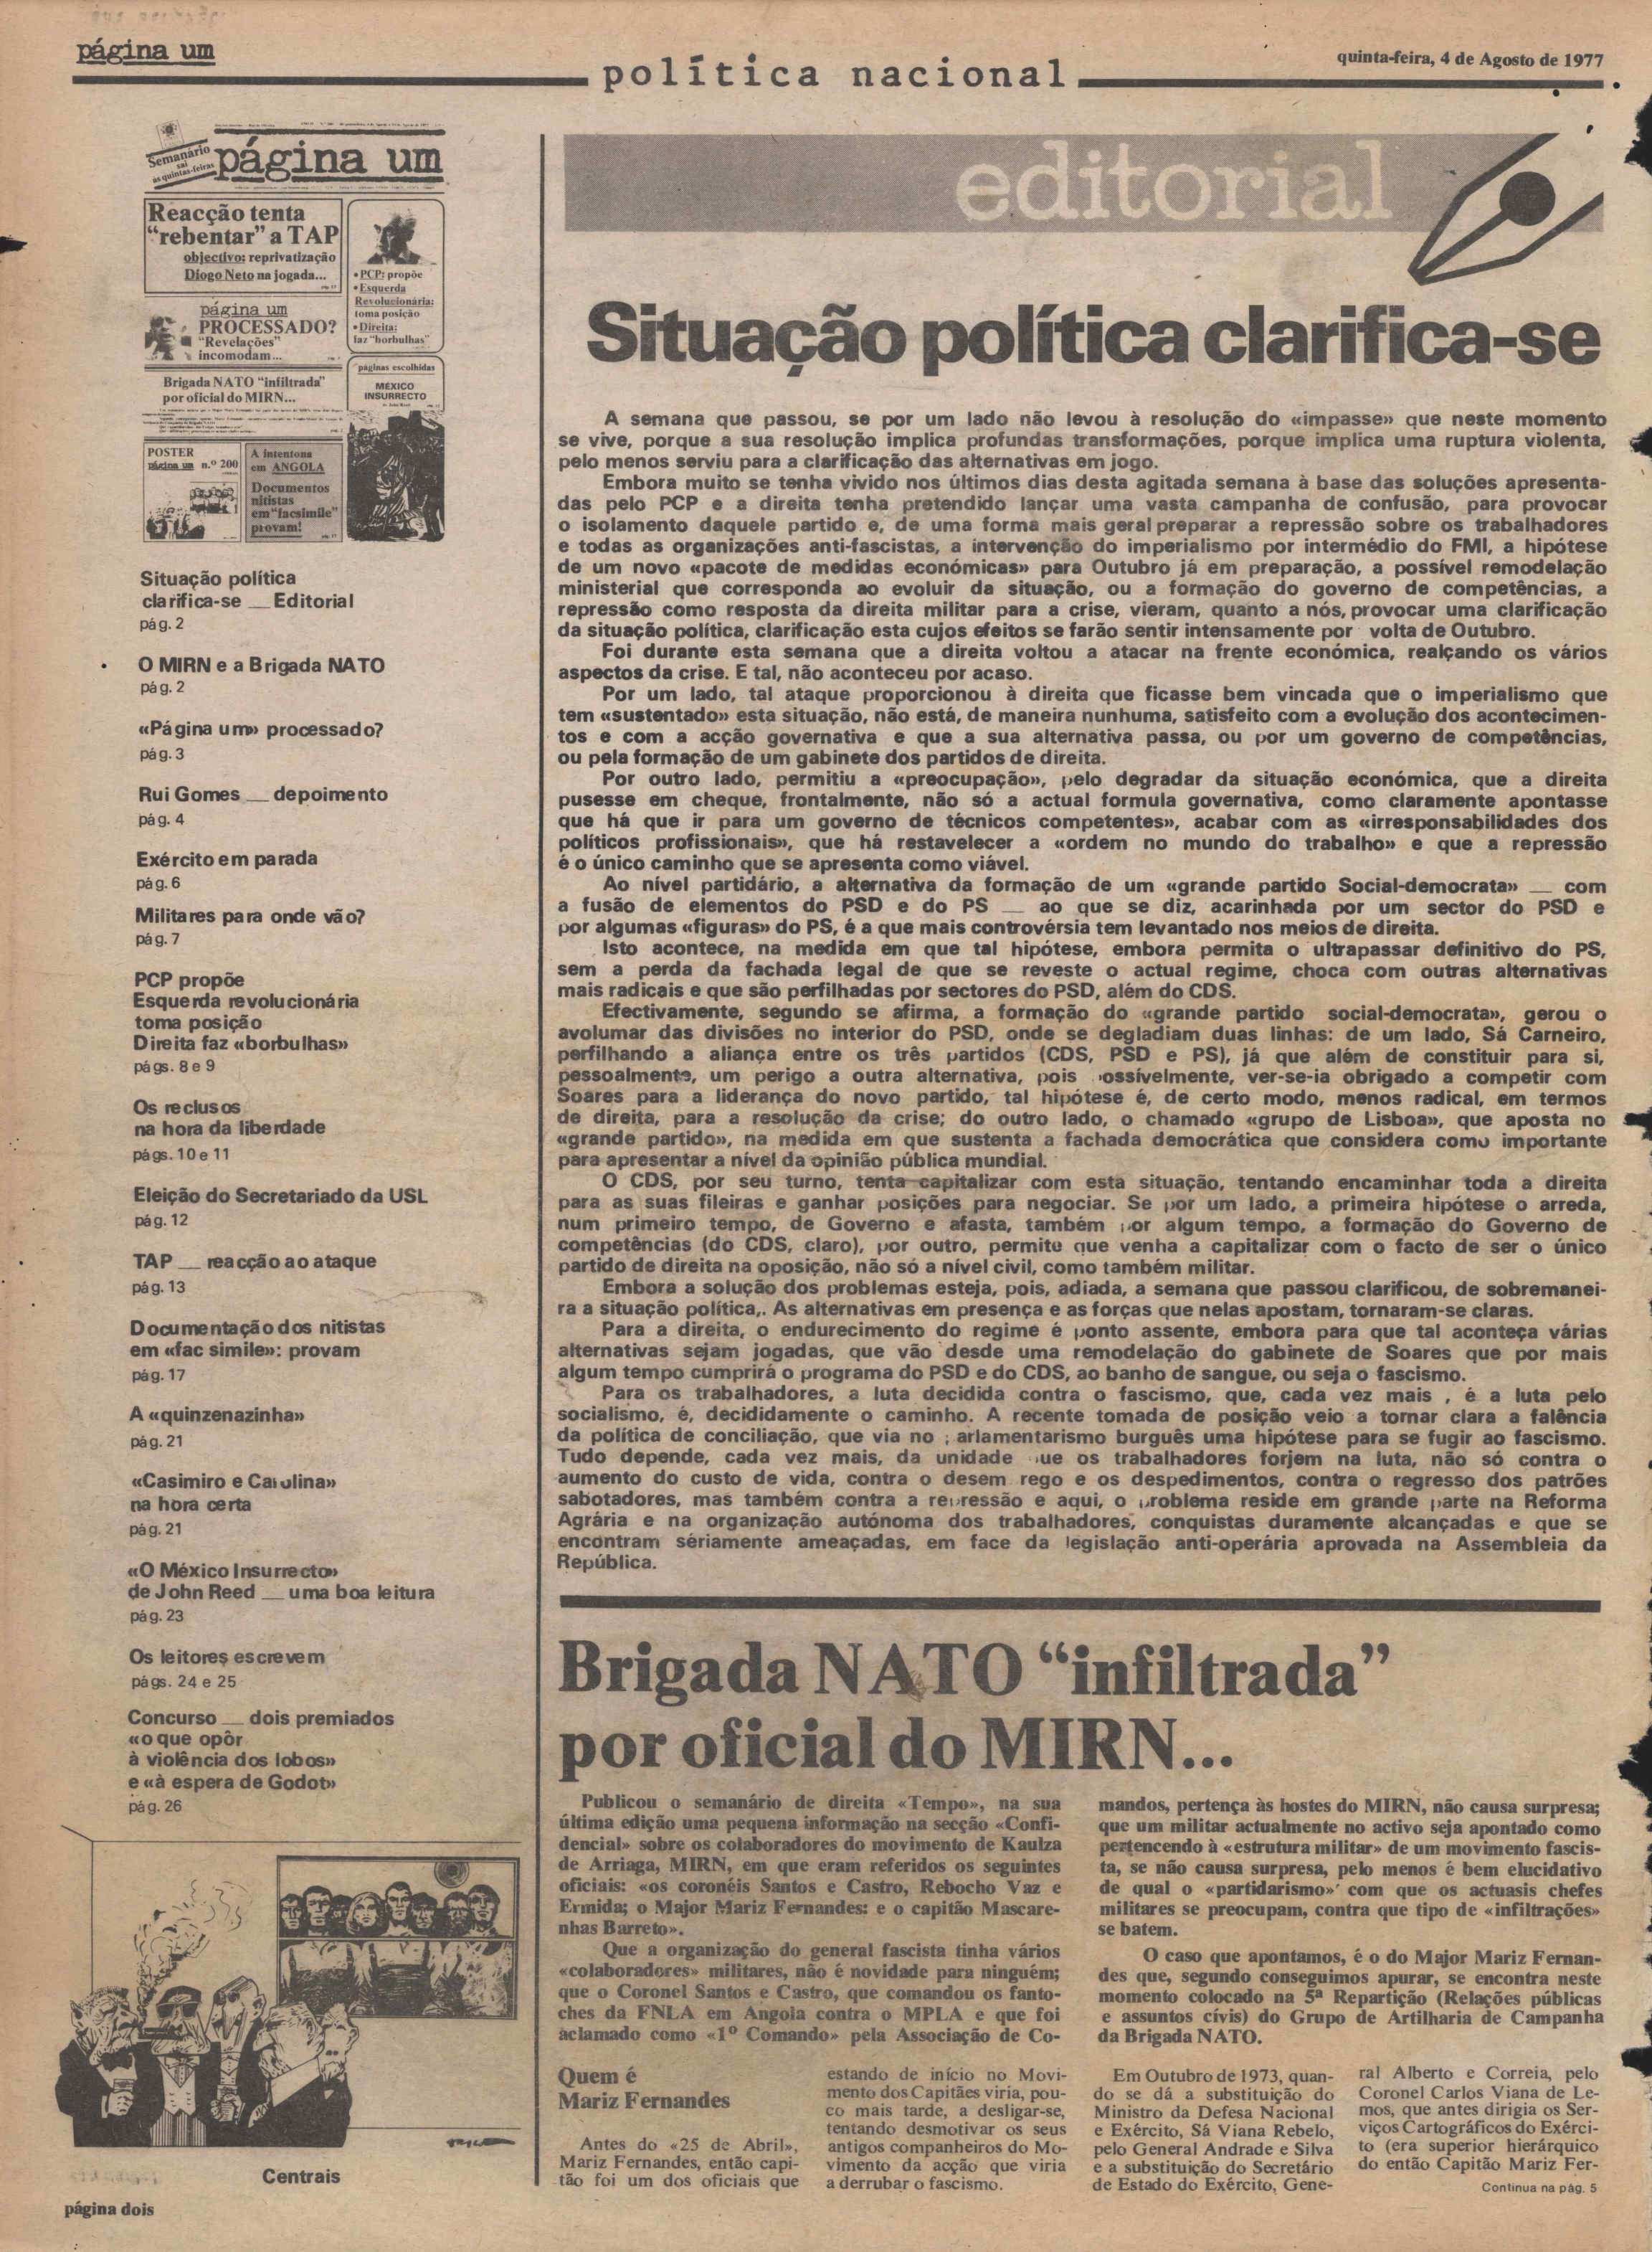 página um
política nacional
quinta-feira, 4 de Agosto de 1977
Semanário
sai
às quintas-feiras
página um
Reacção tenta
"rebentar" a TAP
objectivo: reprivatização
Diogo Neto na jogada...
• PCP: propõe
• Esquerda
Revolucionária:
toma posição
• Direita:
faz "borbulhas"
página um
PROCESSADO?
"Revelações"
incomodam...
páginas escolhidas
MÉXICO
INSURRECTO
Brigada NATO "infiltrada"
por oficial do MIRN...
POSTER
página um n.º 200
A intentona
em ANGOLA
Documentos
nitistas
em "facsimile"
provam!
Situação política
clarifica-se __ Editorial
pág. 2
O MIRN e a Brigada NATO
pág. 2
«Página um» processado?
pág. 3
Rui Gomes __ depoimento
pág. 4
Exército em parada
pág. 6
Militares para onde vão?
pág. 7
PCP propõe
Esquerda revolucionária
toma posição
Direita faz «borbulhas»
págs. 8 e 9
Os reclusos
na hora da liberdade
págs. 10 e 11
Eleição do Secretariado da USL
pág. 12
TAP __ reacção ao ataque
pág. 13
Documentação dos nitistas
em «fac simile»: provam
pág. 17
A «quinzenazinha»
pág. 21
«Casimiro e Carolina»
na hora certa
pág. 21
«O México Insurrecto»
de John Reed __ uma boa leitura
pág. 23
Os leitores escrevem
págs. 24 e 25
Concurso __ dois premiados
«o que opôr
à violência dos lobos»
e «à espera de Godot»
pág. 26
Centrais
página dois
editorial
Situação política clarifica-se
A semana que passou, se por um lado não levou à resolução do «impasse» que neste momento
se vive, porque a sua resolução implica profundas transformações, porque implica uma ruptura violenta,
pelo menos serviu para a clarificação das alternativas em jogo.
Embora muito se tenha vivido nos últimos dias desta agitada semana à base das soluções apresenta-
das pelo PCP e a direita tenha pretendido lançar uma vasta campanha de confusão, para provocar
o isolamento daquele partido e, de uma forma mais geral preparar a repressão sobre os trabalhadores
e todas as organizações anti-fascistas, a intervenção do imperialismo por intermédio do FMI, a hipótese
de um novo «pacote de medidas económicas» para Outubro já em preparação, a possível remodelação
ministerial que corresponda ao evoluir da situação, ou a formação do governo de competências, a
repressão como resposta da direita militar para a crise, vieram, quanto a nós, provocar uma clarificação
da situação política, clarificação esta cujos efeitos se farão sentir intensamente por volta de Outubro.
Foi durante esta semana que a direita voltou a atacar na frente económica, realçando os vários
aspectos da crise. E tal, não aconteceu por acaso.
Por um lado, tal ataque proporcionou à direita que ficasse bem vincada que o imperialismo que
tem «sustentado» esta situação, não está, de maneira nunhuma, satisfeito com a evolução dos acontecimen-
tos e com a acção governativa e que a sua alternativa passa, ou por um governo de competências,
ou pela formação de um gabinete dos partidos de direita.
Por outro lado, permitiu a «preocupação», pelo degradar da situação económica, que a direita
pusesse em cheque, frontalmente, não só a actual formula governativa, como claramente apontasse
que há que ir para um governo de técnicos competentes», acabar com as «irresponsabilidades dos
políticos profissionais», que há restavelecer a «ordem no mundo do trabalho» e que a repressão
é o único caminho que se apresenta como viável.
Ao nível partidário, a alternativa da formação de um «grande partido Social-democrata» __ com
a fusão de elementos do PSD e do PS __ ao que se diz, acarinhada por um sector do PSD e
por algumas «figuras» do PS, é a que mais controvérsia tem levantado nos meios de direita.
Isto acontece, na medida em que tal hipótese, embora permita o ultrapassar definitivo do PS,
sem a perda da fachada legal de que se reveste o actual regime, choca com outras alternativas
mais radicais e que são perfilhadas por sectores do PSD, além do CDS.
Efectivamente, segundo se afirma, a formação do «grande partido social-democrata», gerou o
avolumar das divisões no interior do PSD, onde se degladiam duas linhas: de um lado, Sá Carneiro,
perfilhando a aliança entre os três partidos (CDS, PSD e PS), já que além de constituir para si,
pessoalmente, um perigo a outra alternativa, pois possívelmente, ver-se-ia obrigado a competir com
Soares para a liderança do novo partido, tal hipótese é, de certo modo, menos radical, em termos
de direita, para a resolução da crise; do outro lado, o chamado «grupo de Lisboa», que aposta no
«grande partido», na medida em que sustenta a fachada democrática que considera como importante
para apresentar a nível da opinião pública mundial.
O CDS, por seu turno, tenta capitalizar com esta situação, tentando encaminhar toda a direita
para as suas fileiras e ganhar posições para negociar. Se por um lado, a primeira hipótese o arreda,
num primeiro tempo, de Governo e afasta, também por algum tempo, a formação do Governo de
competências (do CDS, claro), por outro, permite que venha a capitalizar com o facto de ser o único
partido de direita na oposição, não só a nível civil, como também militar.
Embora a solução dos problemas esteja, pois, adiada, a semana que passou clarificou, de sobremanei-
ra a situação política,. As alternativas em presença e as forças que nelas apostam, tornaram-se claras.
Para a direita, o endurecimento do regime é ponto assente, embora para que tal aconteça várias
alternativas sejam jogadas, que vão desde uma remodelação do gabinete de Soares que por mais
algum tempo cumprirá o programa do PSD e do CDS, ao banho de sangue, ou seja o fascismo.
Para os trabalhadores, a luta decidida contra o fascismo, que, cada vez mais , é a luta pelo
socialismo, é, decididamente o caminho. A recente tomada de posição veio a tornar clara a falência
da política de conciliação, que via no parlamentarismo burguês uma hipótese para se fugir ao fascismo.
Tudo depende, cada vez mais, da unidade que os trabalhadores forjem na luta, não só contra o
aumento do custo de vida, contra o desemprego e os despedimentos, contra o regresso dos patrões
sabotadores, mas também contra a repressão e aqui, o problema reside em grande parte na Reforma
Agrária e na organização autónoma dos trabalhadores, conquistas duramente alcançadas e que se
encontram sériamente ameaçadas, em face da legislação anti-operária aprovada na Assembleia da
República.
Brigada NATO "infiltrada"
por oficial do MIRN...
Publicou o semanário de direita «Tempo», na sua
última edição uma pequena informação na secção «Confi-
dencial» sobre os colaboradores do movimento de Kaulza
de Arriaga, MIRN, em que eram referidos os seguintes
oficiais: «os coronéis Santos e Castro, Rebocho Vaz e
Ermida; o Major Mariz Fernandes: e o capitão Mascare-
nhas Barreto».
Que a organização do general fascista tinha vários
«colaboradores» militares, não é novidade para ninguém;
que o Coronel Santos e Castro, que comandou os fanto-
ches da FNLA em Angola contra o MPLA e que foi
aclamado como «1º Comando» pela Associação de Co-
mandos, pertença às hostes do MIRN, não causa surpresa;
que um militar actualmente no activo seja apontado como
pertencendo à «estrutura militar» de um movimento fascis-
ta, se não causa surpresa, pelo menos é bem elucidativo
de qual o «partidarismo» com que os actuasis chefes
militares se preocupam, contra que tipo de «infiltrações»
se batem.
O caso que apontamos, é o do Major Mariz Fernan-
des que, segundo conseguimos apurar, se encontra neste
momento colocado na 5ª Repartição (Relações públicas
e assuntos cívis) do Grupo de Artilharia de Campanha
da Brigada NATO.
Quem é
Mariz Fernandes
Antes do «25 de Abril»,
Mariz Fernandes, então capi-
tão foi um dos oficiais que
estando de início no Movi-
mento dos Capitães viria, pou-
co mais tarde, a desligar-se,
tentando desmotivar os seus
antigos companheiros do Mo-
vimento da acção que viria
a derrubar o fascismo.
Em Outubro de 1973, quan-
do se dá a substituição do
Ministro da Defesa Nacional
e Exército, Sá Viana Rebelo,
pelo General Andrade e Silva
e a substituição do Secretário
de Estado do Exército, Gene-
ral Alberto e Correia, pelo
Coronel Carlos Viana de Le-
mos, que antes dirigia os Ser-
viços Cartográficos do Exérci-
to (era superior hierárquico
do então Capitão Mariz Fer-
Continua na pág. 5